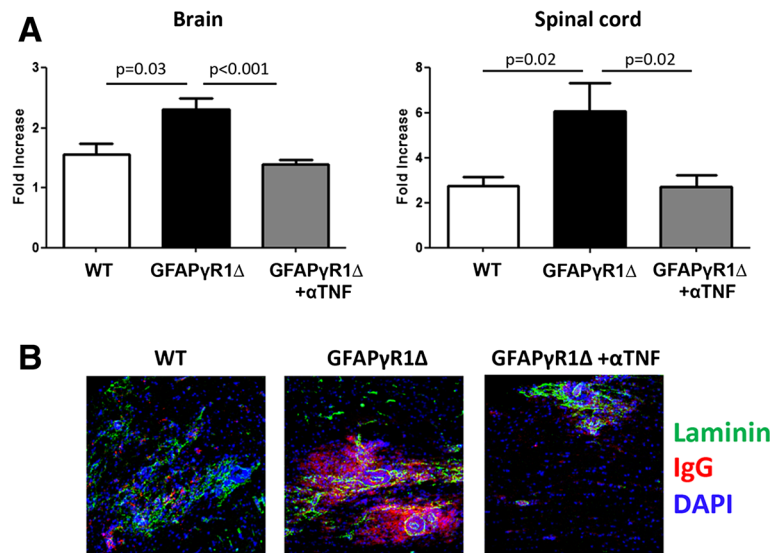 A
Brain
Spinal cord
p=0.03 p<0.001
p=0.02 p=0.02
Fold Increase
3
2
1
0
WT GFAPγR1Δ GFAPγR1Δ
+αTNF
Fold Increase
8
6
4
2
0
WT GFAPγR1Δ GFAPγR1Δ
+αTNF
B
WT GFAPγR1Δ GFAPγR1Δ +αTNF
Laminin
IgG
DAPI